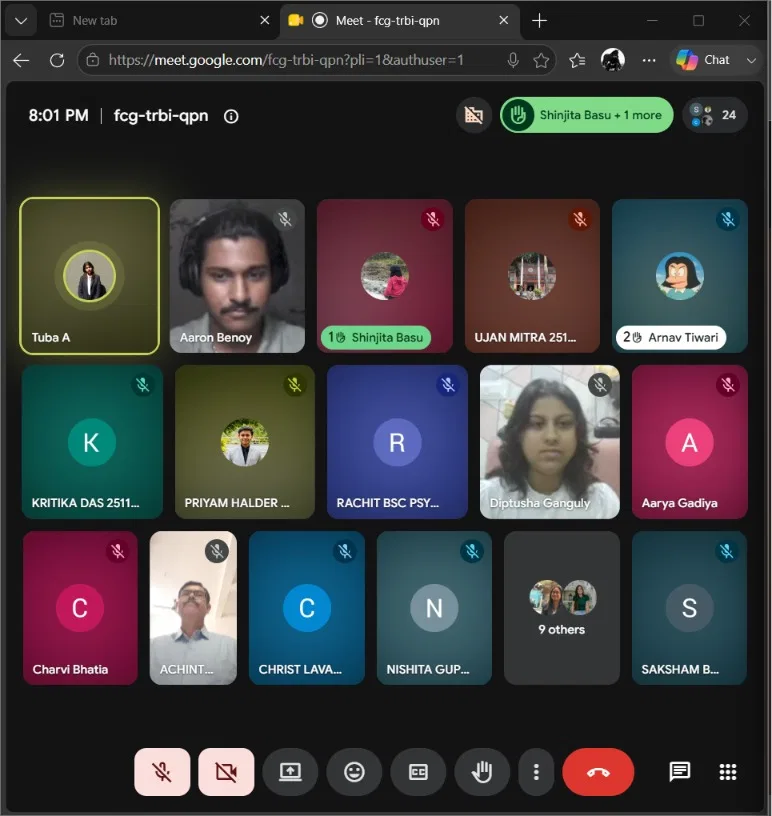 New tab
Meet - fcg-trbi-qpn
https://meet.google.com/fcg-trbi-qpn?pli=1&authuser=1
Chat
8:01 PM | fcg-trbi-qpn
Shinjita Basu + 1 more
S
24
Tuba A
Aaron Benoy
1 Shinjita Basu
UJAN MITRA 251...
2 Arnav Tiwari
K
KRITIKA DAS 2511...
PRIYAM HALDER ...
R
RACHIT BSC PSY...
Diptusha Ganguly
A
Aarya Gadiya
C
Charvi Bhatia
ACHINT...
C
CHRIST LAVA...
N
NISHITA GUP...
9 others
S
SAKSHAM B...
CC